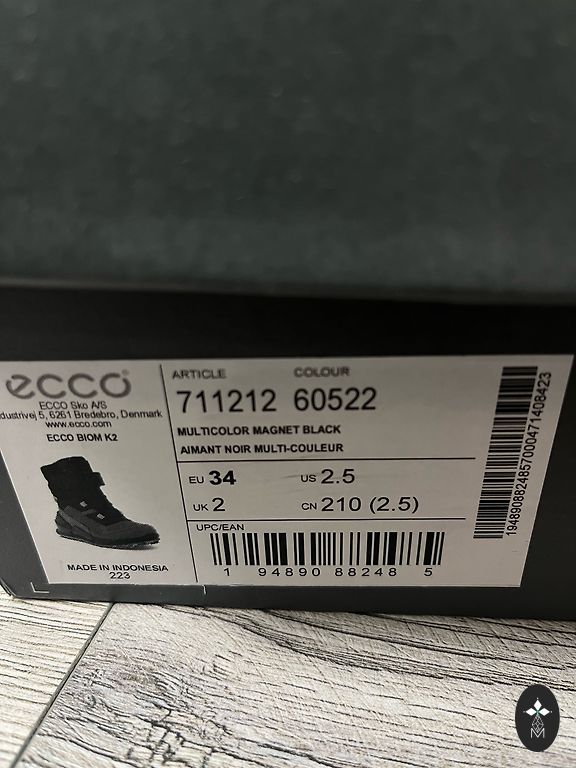 ecco
ECCO Sko A/S
dustrivej 5, 6261 Bredebro, Denmark
www.ecco.com
ECCO BIOM K2
MADE IN INDONESIA
223
ARTICLE COLOUR
711212 60522
MULTICOLOR MAGNET BLACK
AIMANT NOIR MULTI-COULEUR
EU 34 US 2.5
UK 2 CN 210 (2.5)
UPC/EAN
1 94890 88248 5
1948908824857000471408423
M